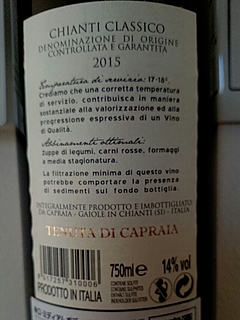 CHIANTI CLASSICO
DENOMINAZIONE DI ORIGINE
CONTROLLATA E GARANTITA
2015
Temperatura di servizio: 17-18°.
Crediamo che una corretta temperatura
di servizio, contribuisca in maniera
sostanziale alla valorizzazione ed alla
progressione espressiva di un Vino
di Qualità.
Abbinamenti ottimali:
Zuppe di legumi, carni rosse, formaggi
a media stagionatura.
La filtrazione minima di questo vino
potrebbe comportare la presenza
di sedimenti sul fondo bottiglia.
INTEGRALMENTE PRODOTTO E IMBOTTIGLIATO
DA CAPRAIA - GAIOLE IN CHIANTI (SI) - ITALIA
TENUTA DI CAPRAIA
750ml e
14% vol
PRODOTTO IN ITALIA